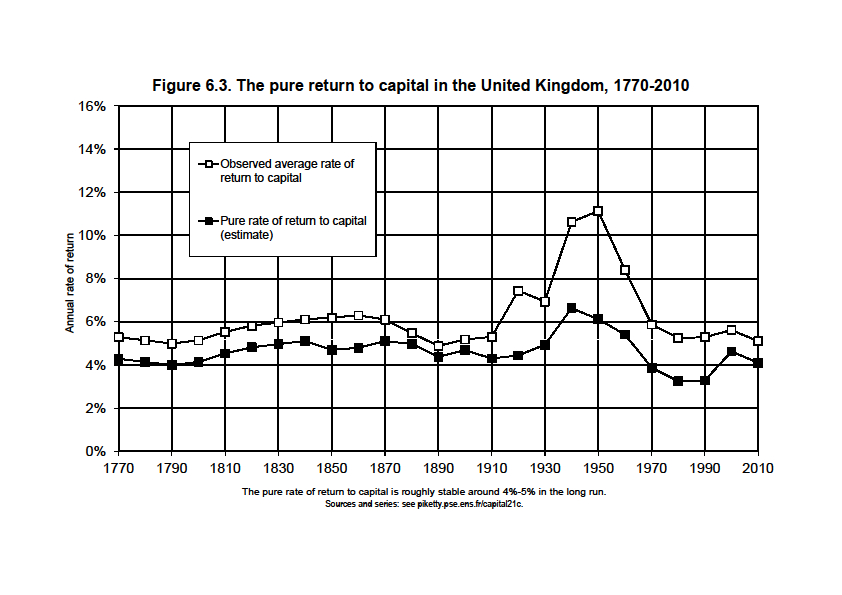 Figure 6.3. The pure return to capital in the United Kingdom, 1770-2010
16%
14%
12%
10%
8%
6%
4%
2%
0%
Annual rate of return
Observed average rate of
return to capital
Pure rate of return to capital
(estimate)
1770 1790 1810 1830 1850 1870 1890 1910 1930 1950 1970 1990 2010
The pure rate of return to capital is roughly stable around 4%-5% in the long run.
Sources and series: see piketty.pse.ens.fr/capital21c.